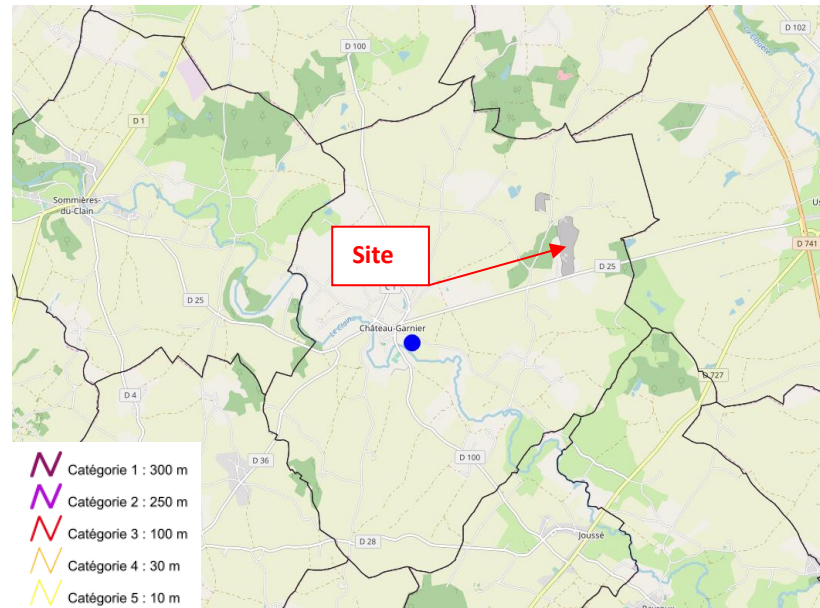 D 100
D 102
D 1
Sommières-
du-Clain
Site
D 741
D 25
D 25
Le Clain
Château-Garnier
D 727
D 4
D 36
D 100
D 28
Joussé
Catégorie 1 : 300 m
Catégorie 2 : 250 m
Catégorie 3 : 100 m
Catégorie 4 : 30 m
Catégorie 5 : 10 m